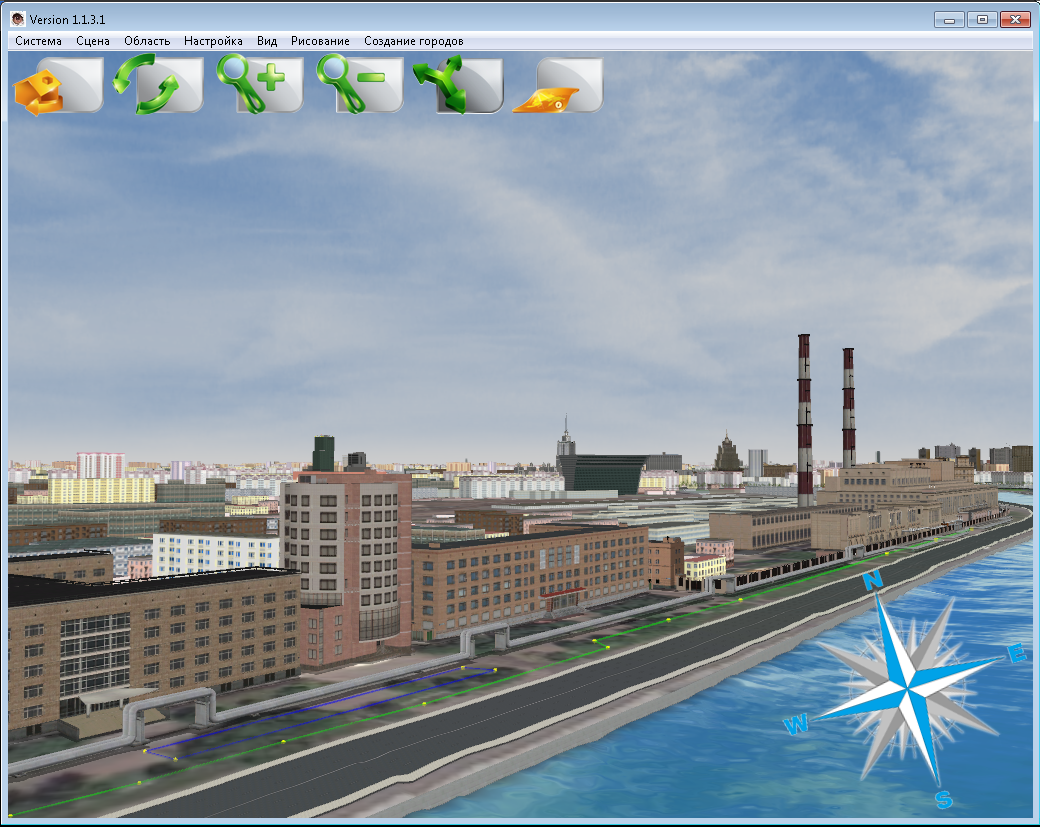 Version 1.1.3.1
Система Сцена Область Настройка Вид Рисование Создание городов
N
E
W
S